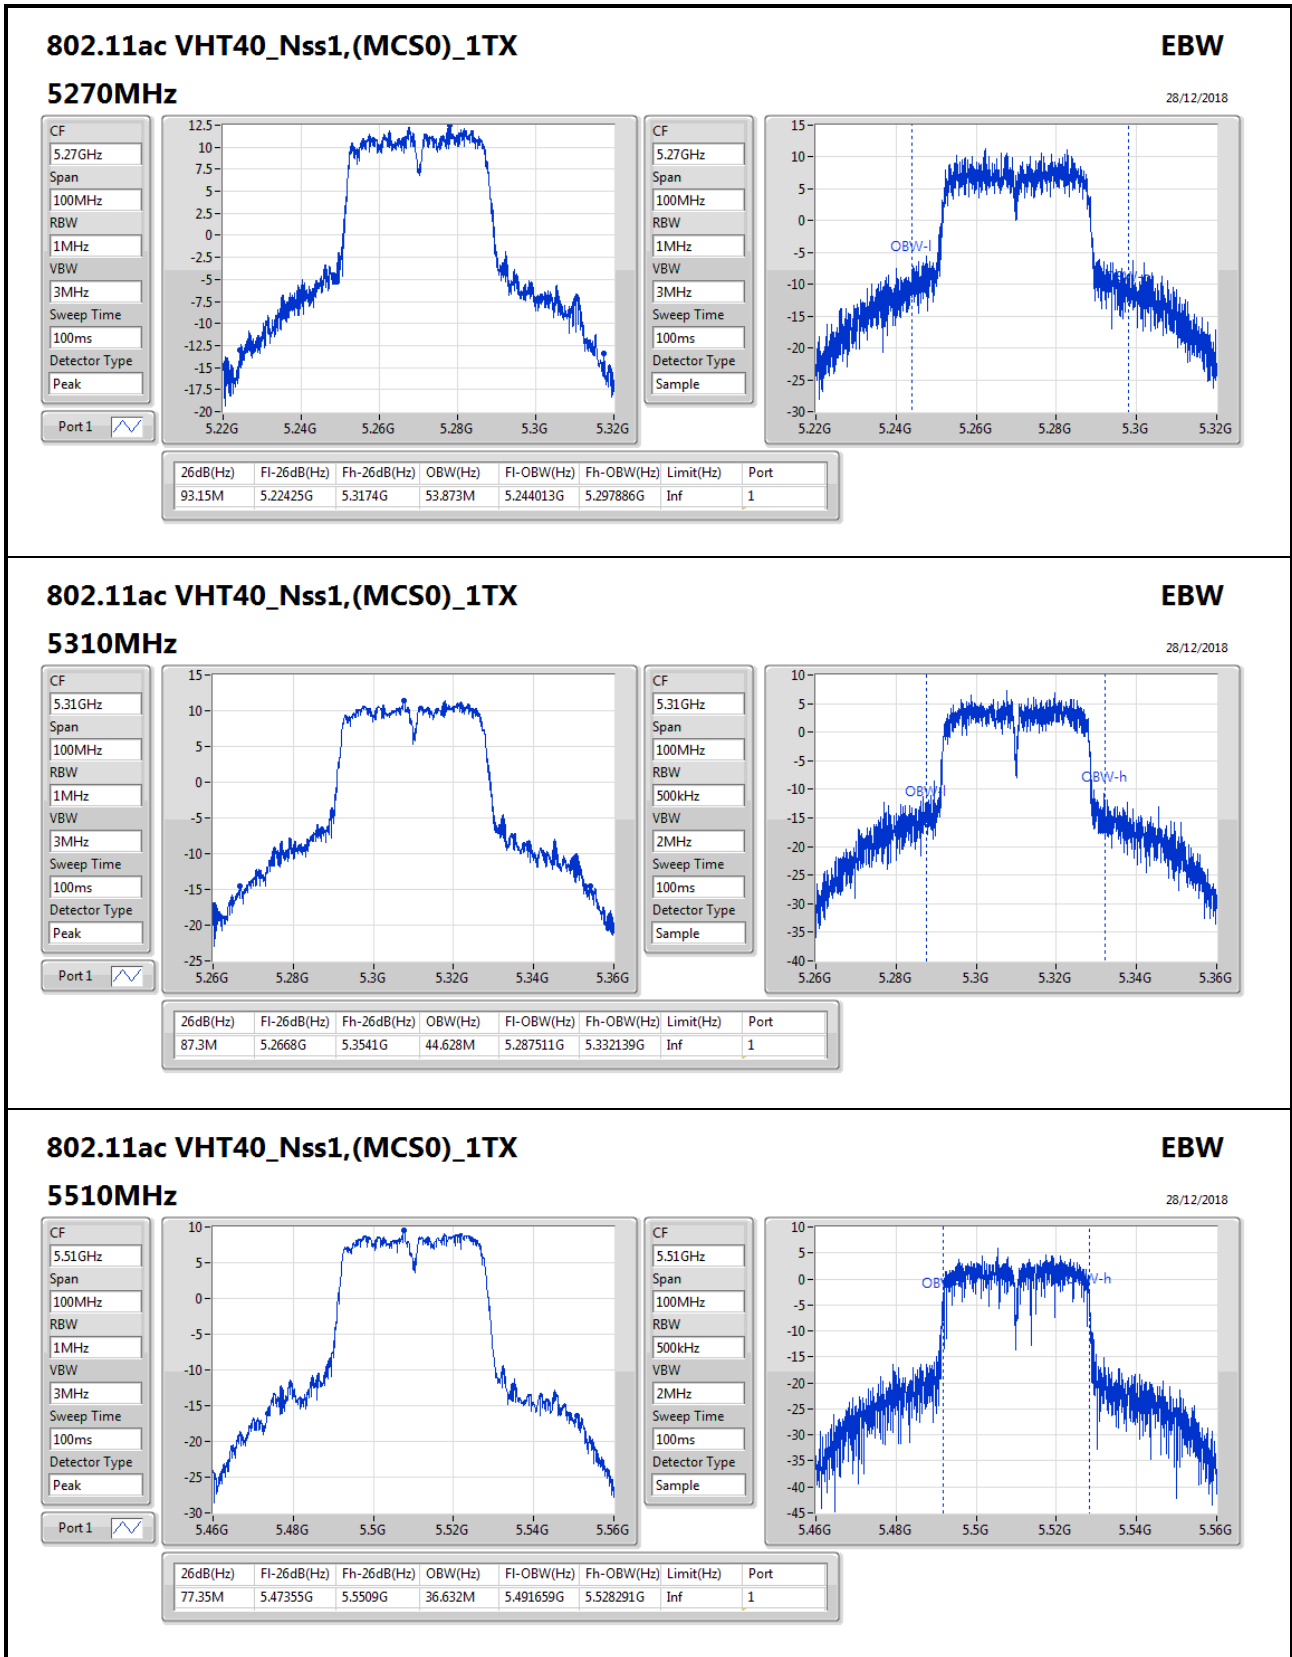 802.11ac VHT40_Nss1,(MCS0)_1TX EBW
5270MHz 28/12/2018
CF
5.27GHz
Span
100MHz
RBW
1MHz
VBW
3MHz
Sweep Time
100ms
Detector Type
Peak
Port 1
12.5
10
7.5
5
2.5
0
-2.5
-5
-7.5
-10
-12.5
-15
-17.5
-20
5.22G 5.24G 5.26G 5.28G 5.3G 5.32G
CF
5.27GHz
Span
100MHz
RBW
1MHz
VBW
3MHz
Sweep Time
100ms
Detector Type
Sample
15
10
5
0
-5
-10
-15
-20
-25
-30
OBW-l
5.22G 5.24G 5.26G 5.28G 5.3G 5.32G
26dB(Hz) Fl-26dB(Hz) Fh-26dB(Hz) OBW(Hz) Fl-OBW(Hz) Fh-OBW(Hz) Limit(Hz) Port
93.15M 5.22425G 5.3174G 53.873M 5.244013G 5.297886G Inf 1
802.11ac VHT40_Nss1,(MCS0)_1TX EBW
5310MHz 28/12/2018
CF
5.31GHz
Span
100MHz
RBW
1MHz
VBW
3MHz
Sweep Time
100ms
Detector Type
Peak
Port 1
15
10
5
0
-5
-10
-15
-20
-25
5.26G 5.28G 5.3G 5.32G 5.34G 5.36G
CF
5.31GHz
Span
100MHz
RBW
500kHz
VBW
2MHz
Sweep Time
100ms
Detector Type
Sample
10
5
0
-5
-10
-15
-20
-25
-30
-35
-40
OBW-l
OBW-h
5.26G 5.28G 5.3G 5.32G 5.34G 5.36G
26dB(Hz) Fl-26dB(Hz) Fh-26dB(Hz) OBW(Hz) Fl-OBW(Hz) Fh-OBW(Hz) Limit(Hz) Port
87.3M 5.2668G 5.3541G 44.628M 5.287511G 5.332139G Inf 1
802.11ac VHT40_Nss1,(MCS0)_1TX EBW
5510MHz 28/12/2018
CF
5.51GHz
Span
100MHz
RBW
1MHz
VBW
3MHz
Sweep Time
100ms
Detector Type
Peak
Port 1
10
5
0
-5
-10
-15
-20
-25
-30
5.46G 5.48G 5.5G 5.52G 5.54G 5.56G
CF
5.51GHz
Span
100MHz
RBW
500kHz
VBW
2MHz
Sweep Time
100ms
Detector Type
Sample
10
5
0
-5
-10
-15
-20
-25
-30
-35
-40
-45
5.46G 5.48G 5.5G 5.52G 5.54G 5.56G
26dB(Hz) Fl-26dB(Hz) Fh-26dB(Hz) OBW(Hz) Fl-OBW(Hz) Fh-OBW(Hz) Limit(Hz) Port
77.35M 5.47355G 5.5509G 36.632M 5.491659G 5.528291G Inf 1